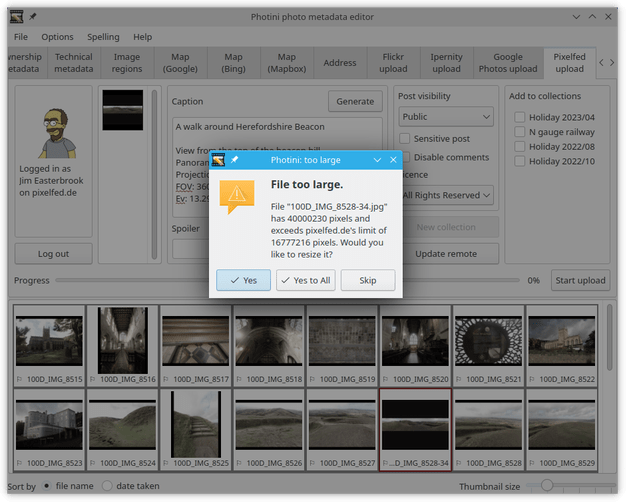 Photini photo metadata editor
File Options Spelling Help
wnership
etadata
Technical
metadata
Image
regions
Map
(Google)
Map
(Bing)
Map
(Mapbox)
Address
Flickr
upload
Ipernity
upload
Google
Photos upload
Pixelfed
upload
Logged in as
Jim Easterbrook
on pixelfed.de
Log out
Caption
Generate
A walk around Herefordshire Beacon
View from the top of the beacon hill
Panoran
Projectio
FOV: 360
Ev: 13.29
Spoiler
Post visibility
Public
Sensitive post
Disable comments
icence
All Rights Reserved
New collection
Update remote
Add to collections
Holiday 2023/04
N gauge railway
Holiday 2022/08
Holiday 2022/10
Photini: too large
File too large.
File "100D_IMG_8528-34.jpg"
has 40000230 pixels and
exceeds pixelfed.de's limit of
16777216 pixels. Would you
like to resize it?
Yes
Yes to All
Skip
Progress
0%
Start upload
100D_IMG_8515
100D_IMG_8516
100D_IMG_8517
100D_IMG_8518
100D_IMG_8519
100D_IMG_8520
100D_IMG_8521
100D_IMG_8522
100D_IMG_8523
100D_IMG_8524
100D_IMG_8525
100D_IMG_8526
100D_IMG_8527
...D_IMG_8528-34
100D_IMG_8528
100D_IMG_8529
Sort by file name date taken
Thumbnail size